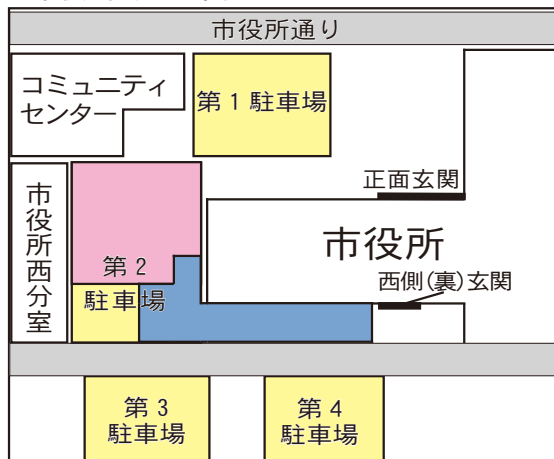 市役所通り
コミュニティ
センター
第1駐車場
正面玄関
市役所西分室
市役所
第2
駐車場
西側(裏)玄関
第3
駐車場
第4
駐車場